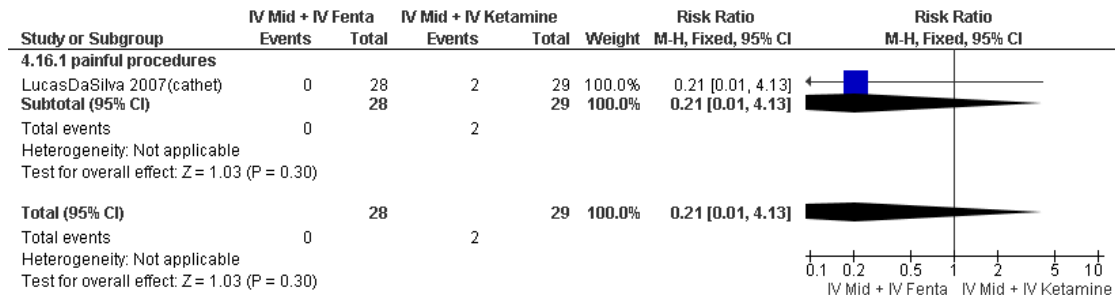 IV Mid + IV Fenta IV Mid + IV Ketamine Risk Ratio Risk Ratio
Study or Subgroup Events Total Events Total Weight M-H, Fixed, 95% CI M-H, Fixed, 95% CI
4.16.1 painful procedures
LucasDaSilva 2007(cathet) 0 28 2 29 100.0% 0.21 [0.01, 4.13]
Subtotal (95% CI) 28 29 100.0% 0.21 [0.01, 4.13]
Total events 0 2
Heterogeneity: Not applicable
Test for overall effect: Z = 1.03 (P = 0.30)
Total (95% CI) 28 29 100.0% 0.21 [0.01, 4.13]
Total events 0 2
Heterogeneity: Not applicable
Test for overall effect: Z = 1.03 (P = 0.30)
0.1 0.2 0.5 1 2 5 10
IV Mid + IV Fenta IV Mid + IV Ketamine